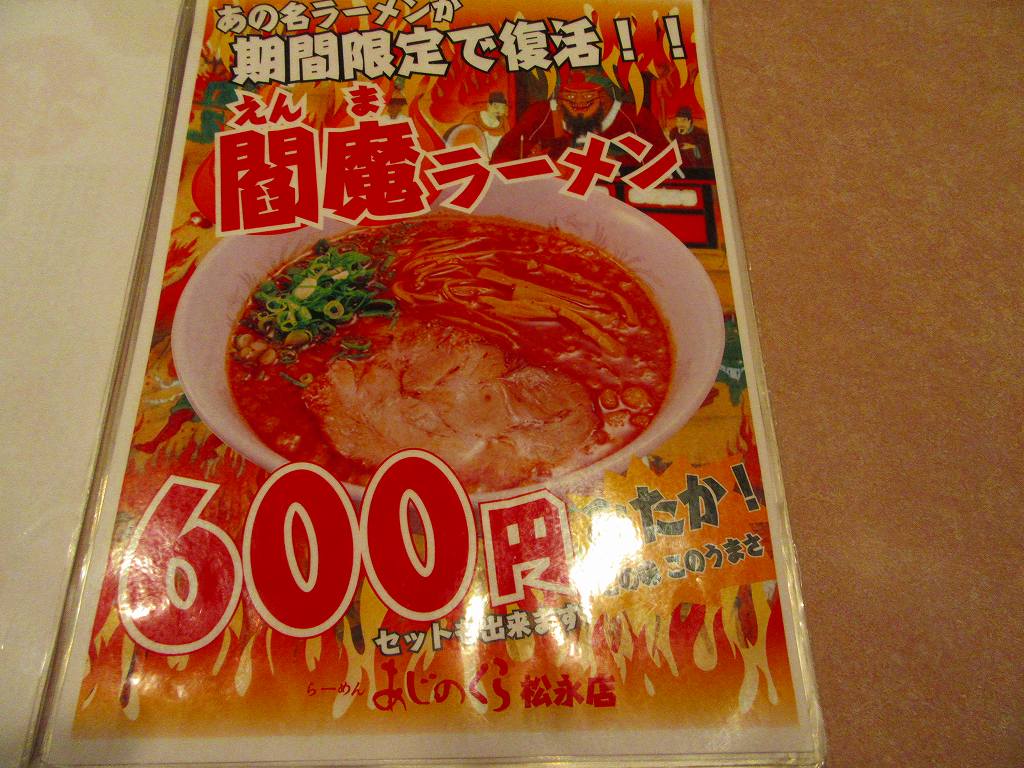 あの名ラーメンが
期間限定で復活！！
えんま
閻魔ラーメン
600円
たか！
このうまさ
セットも出来ます
らーめん あじのくら 松永店